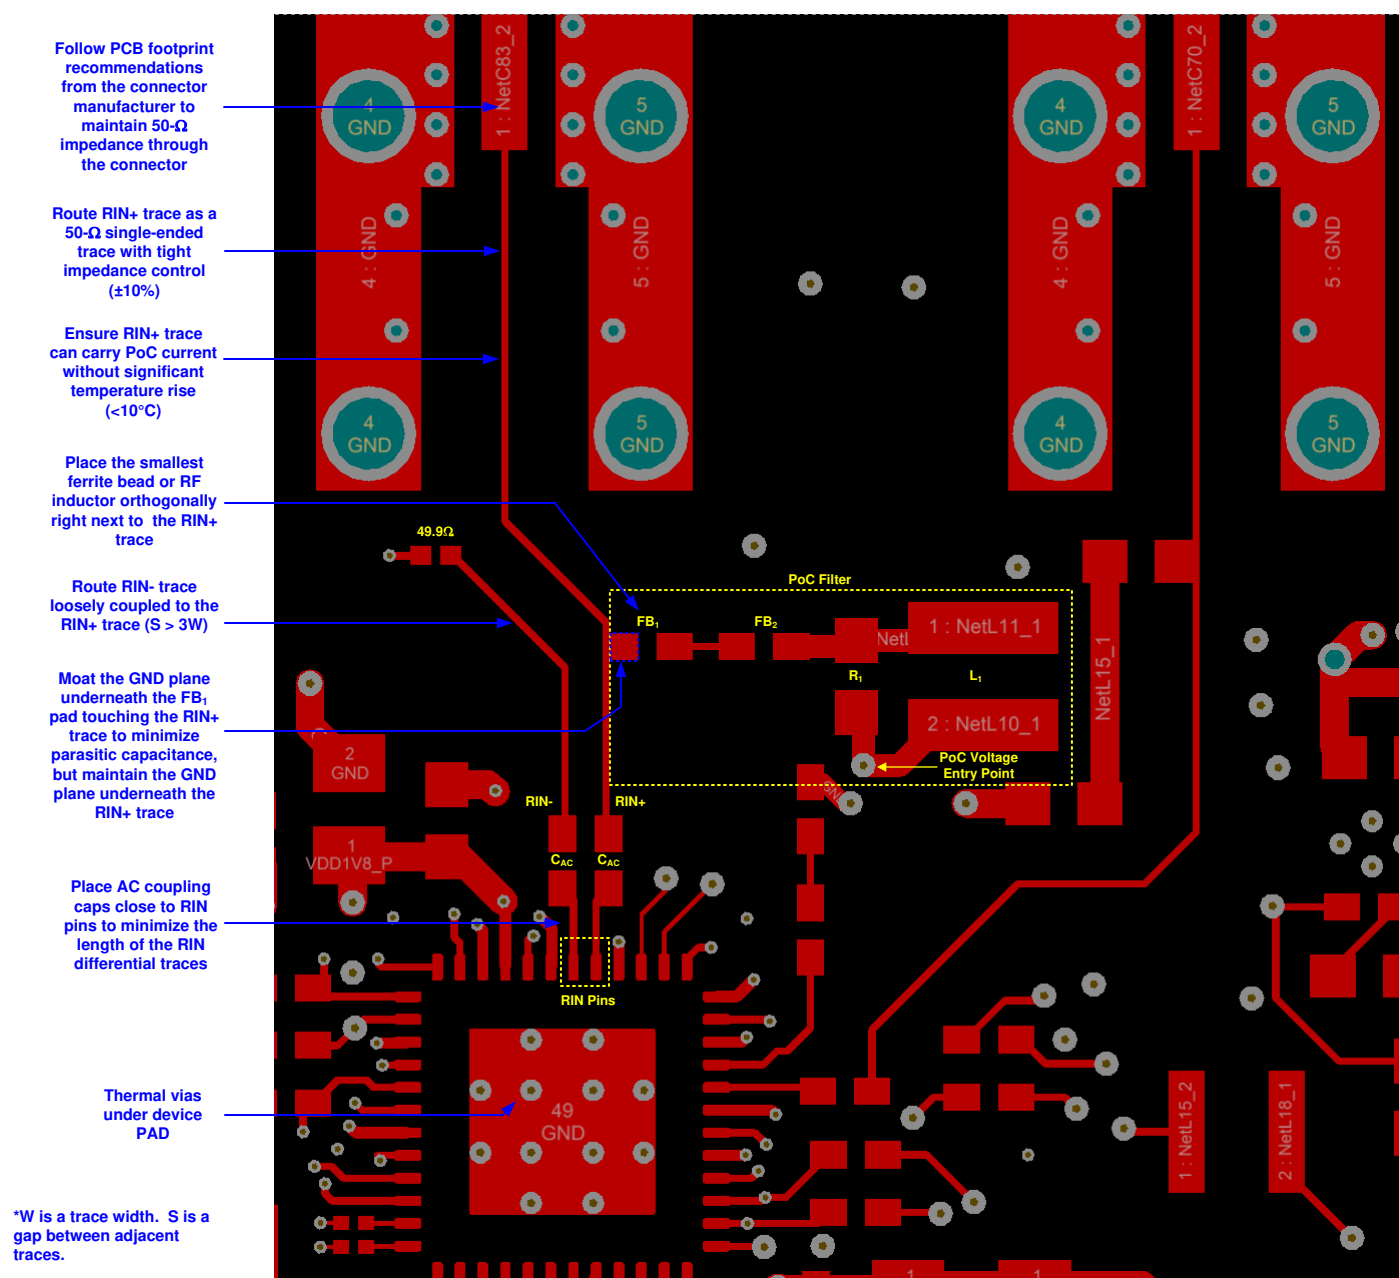 Follow PCB footprint
recommendations
from the connector
manufacturer to
maintain 50-Ω
impedance through
the connector
Route RIN+ trace as a
50-Ω single-ended
trace with tight
impedance control
(±10%)
Ensure RIN+ trace
can carry PoC current
without significant
temperature rise
(<10°C)
Place the smallest
ferrite bead or RF
inductor orthogonally
right next to the RIN+
trace
Route RIN- trace
loosely coupled to the
RIN+ trace (S > 3W)
Moat the GND plane
underneath the FB₁
pad touching the RIN+
trace to minimize
parasitic capacitance,
but maintain the GND
plane underneath the
RIN+ trace
Place AC coupling
caps close to RIN
pins to minimize the
length of the RIN
differential traces
Thermal vias
under device
PAD
*W is a trace width. S is a
gap between adjacent
traces.
4
GND
1 : NetC83_2
5
GND
4
GND
1 : NetC70_2
5
GND
4 : GND
5 : GND
4 : GND
5 : GND
4
GND
5
GND
4
GND
5
GND
49.9Ω
PoC Filter
FB₁
FB₂
NetL
1 : NetL11_1
R₁
L₁
NetL15_1
2 : NetL10_1
PoC Voltage
Entry Point
2
GND
RIN-
RIN+
1
VDD1V8_P
C_AC
C_AC
RIN Pins
49
GND
1 : NetL15_2
2 : NetL18_1
1
1